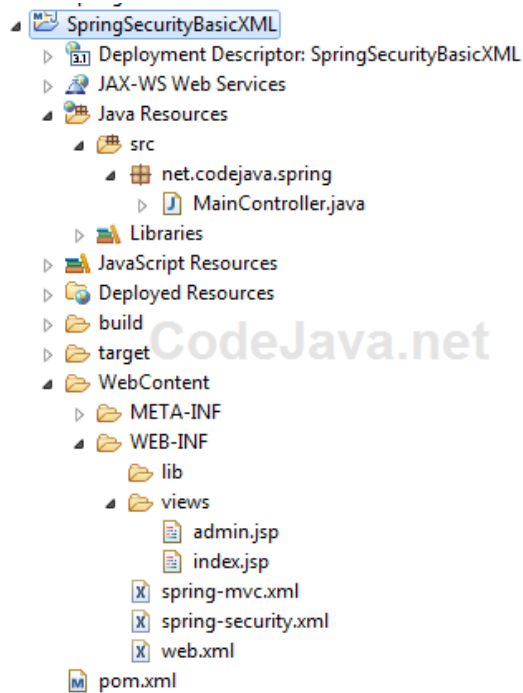 SpringSecurityBasicXML
3.1 Deployment Descriptor: SpringSecurityBasicXML
JAX-WS Web Services
Java Resources
src
net.codejava.spring
J MainController.java
Libraries
JavaScript Resources
Deployed Resources
build
target
CodeJava.net
WebContent
META-INF
WEB-INF
lib
views
admin.jsp
index.jsp
X spring-mvc.xml
X spring-security.xml
X web.xml
M pom.xml